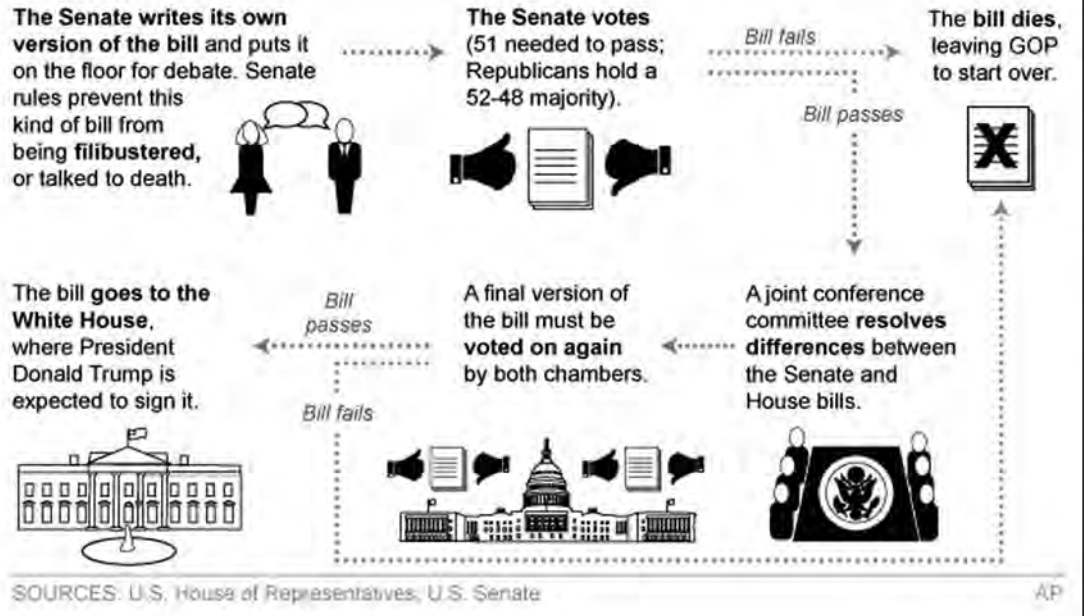 The Senate writes its own
version of the bill and puts it
on the floor for debate. Senate
rules prevent this
kind of bill from
being filibustered,
or talked to death.
The Senate votes
(51 needed to pass;
Republicans hold a
52-48 majority).
Bill fails
Bill passes
The bill dies,
leaving GOP
to start over.
X
A joint conference
committee resolves
differences between
the Senate and
House bills.
A final version of
the bill must be
voted on again
by both chambers.
Bill
passes
Bill fails
The bill goes to the
White House,
where President
Donald Trump is
expected to sign it.
SOURCES: U.S. House of Representatives; U.S. Senate
AP